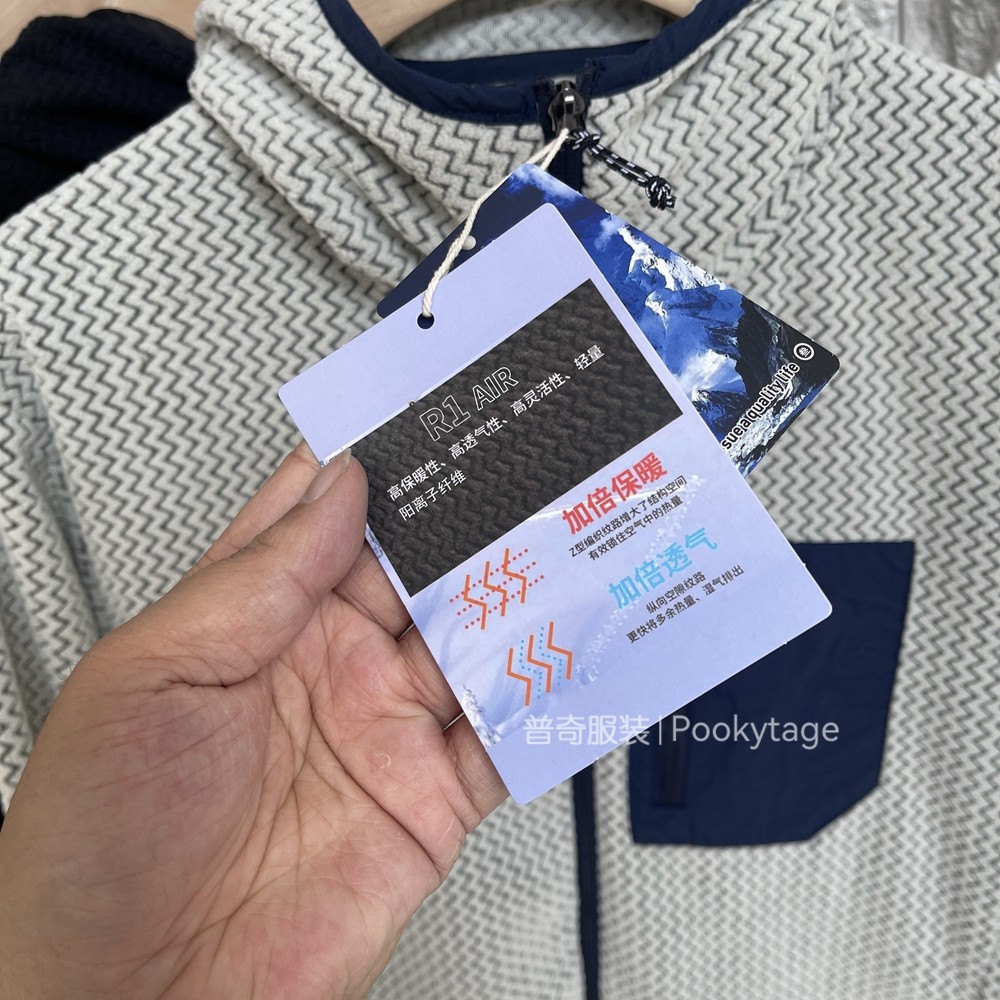 R1 AIR
高保暖性、高透气性、高灵活性、轻量
阳离子纤维
加倍保暖
Z型编织纹路增大了结构空间
有效锁住空气中的热量
加倍透气
纵向空隙纹路
更快将多余热量、湿气排出
sue a quality life
普奇服装 | Pookytage